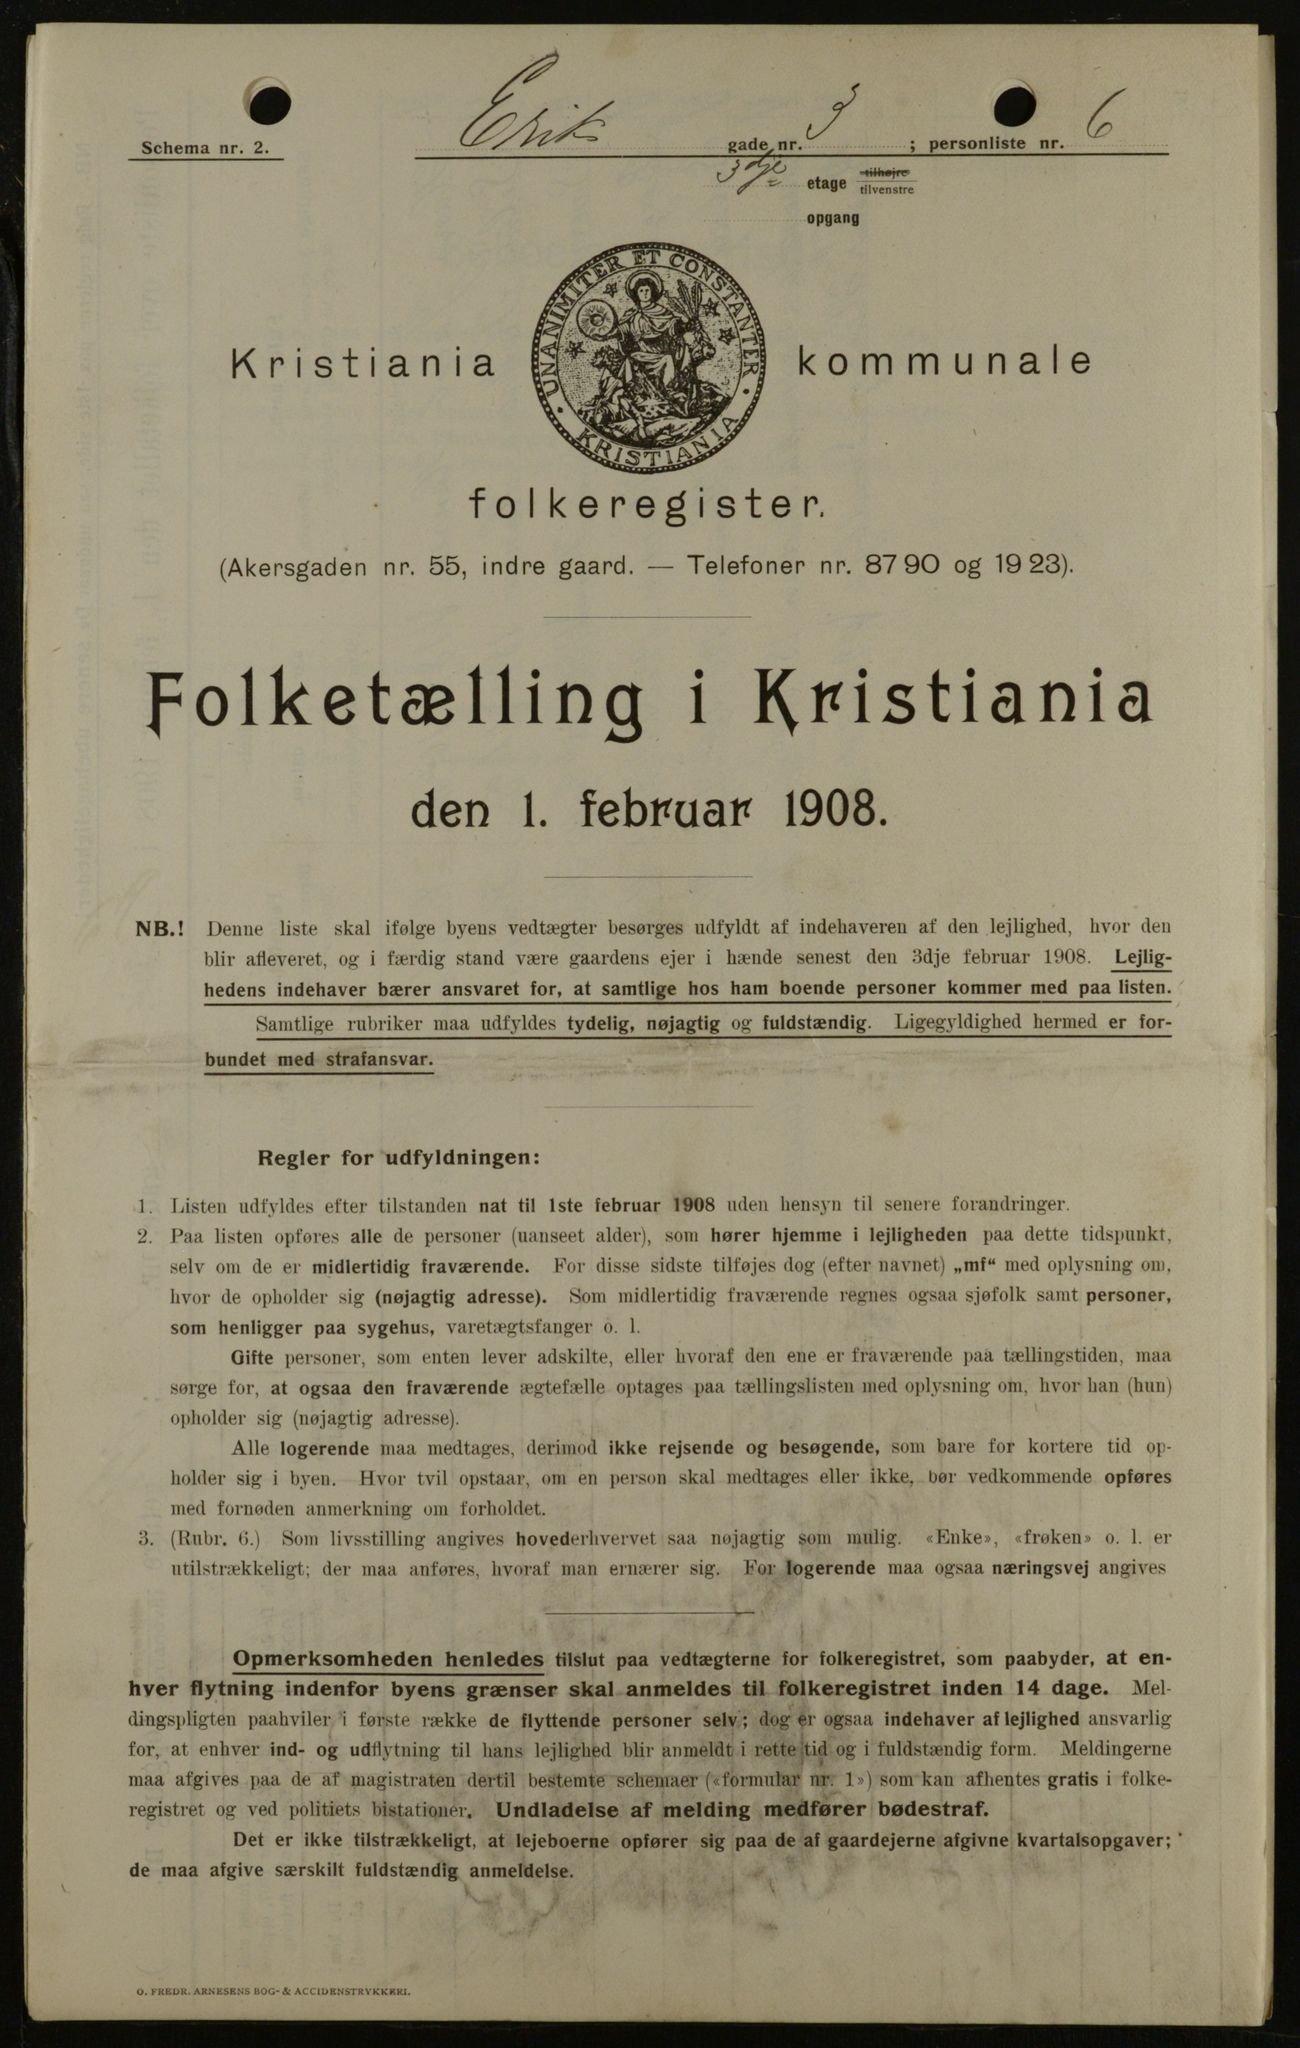 Schema nr. 2.
Erik gade nr. 3 ; personliste nr. 6
3dje etage tilhøjre
tilvenstre
opgang
UNANIMITER ET CONSTANTER · KRISTIANIA ·
Kristiania kommunale
folkeregister.
(Akersgaden nr. 55, indre gaard. — Telefoner nr. 87 90 og 19 23).
Folketælling i Kristiania
den 1. februar 1908.
NB.! Denne liste skal ifølge byens vedtægter besørges udfyldt af indehaveren af den lejlighed, hvor den
blir afleveret, og i færdig stand være gaardens ejer i hænde senest den 3dje februar 1908. Lejlig-
hedens indehaver bærer ansvaret for, at samtlige hos ham boende personer kommer med paa listen.
Samtlige rubriker maa udfyldes tydelig, nøjagtig og fuldstændig. Ligegyldighed hermed er for-
bundet med strafansvar.
Regler for udfyldningen:
1. Listen udfyldes efter tilstanden nat til 1ste februar 1908 uden hensyn til senere forandringer.
2. Paa listen opføres alle de personer (uanseet alder), som hører hjemme i lejligheden paa dette tidspunkt,
selv om de er midlertidig fraværende. For disse sidste tilføjes dog (efter navnet) „mf“ med oplysning om,
hvor de opholder sig (nøjagtig adresse). Som midlertidig fraværende regnes ogsaa sjøfolk samt personer,
som henligger paa sygehus, varetægtsfanger o. l.
Gifte personer, som enten lever adskilte, eller hvoraf den ene er fraværende paa tællingstiden, maa
sørge for, at ogsaa den fraværende ægtefælle optages paa tællingslisten med oplysning om, hvor han (hun)
opholder sig (nøjagtig adresse).
Alle logerende maa medtages, derimod ikke rejsende og besøgende, som bare for kortere tid op-
holder sig i byen. Hvor tvil opstaar, om en person skal medtages eller ikke, bør vedkommende opføres
med fornøden anmerkning om forholdet.
3. (Rubr. 6.) Som livsstilling angives hovederhvervet saa nøjagtig som mulig. «Enke», «frøken» o. l. er
utilstrækkeligt; der maa anføres, hvoraf man ernærer sig. For logerende maa ogsaa næringsvej angives
Opmerksomheden henledes tilslut paa vedtægterne for folkeregistret, som paabyder, at en-
hver flytning indenfor byens grænser skal anmeldes til folkeregistret inden 14 dage. Mel-
dingspligten paahviler i første række de flyttende personer selv; dog er ogsaa indehaver af lejlighed ansvarlig
for, at enhver ind- og udflytning til hans lejlighed blir anmeldt i rette tid og i fuldstændig form. Meldingerne
maa afgives paa de af magistraten dertil bestemte schemaer («formular nr. 1») som kan afhentes gratis i folke-
registret og ved politiets bistationer. Undladelse af melding medfører bødestraf.
Det er ikke tilstrækkeligt, at lejeboerne opfører sig paa de af gaardejerne afgivne kvartalsopgaver;
de maa afgive særskilt fuldstændig anmeldelse.
O. FREDR. ARNESENS BOG- & ACCIDENSTRYKKERI.